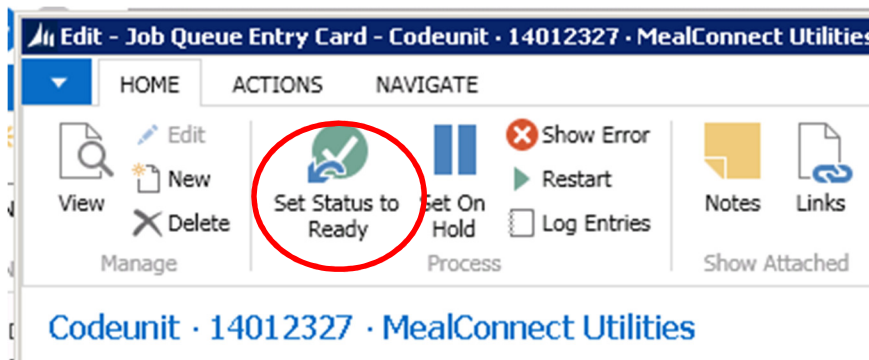 Edit - Job Queue Entry Card - Codeunit · 14012327 · MealConnect Utilities
HOME ACTIONS NAVIGATE
View
Edit
New
Delete
Manage
Set Status to
Ready
Set On
Hold
Show Error
Restart
Log Entries
Process
Notes
Links
Show Attached
Codeunit · 14012327 · MealConnect Utilities